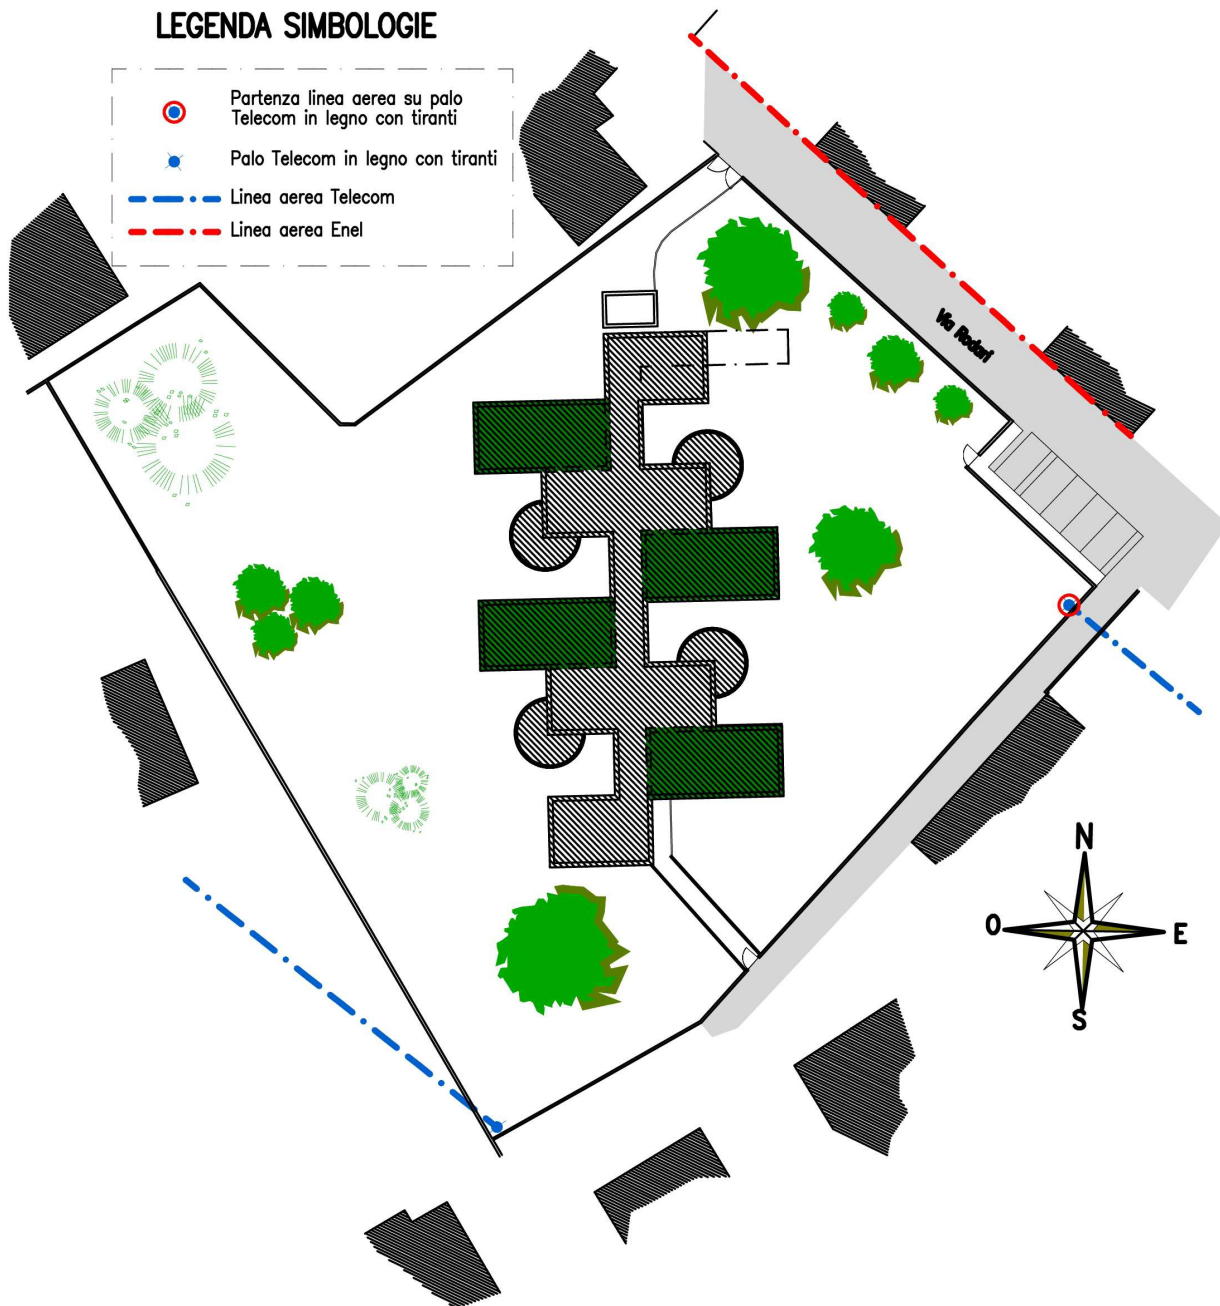 LEGENDA SIMBOLOGIE
Partenza linea aerea su palo
Telecom in legno con tiranti
Palo Telecom in legno con tiranti
Linea aerea Telecom
Linea aerea Enel
Via Rodari
N
O
E
S